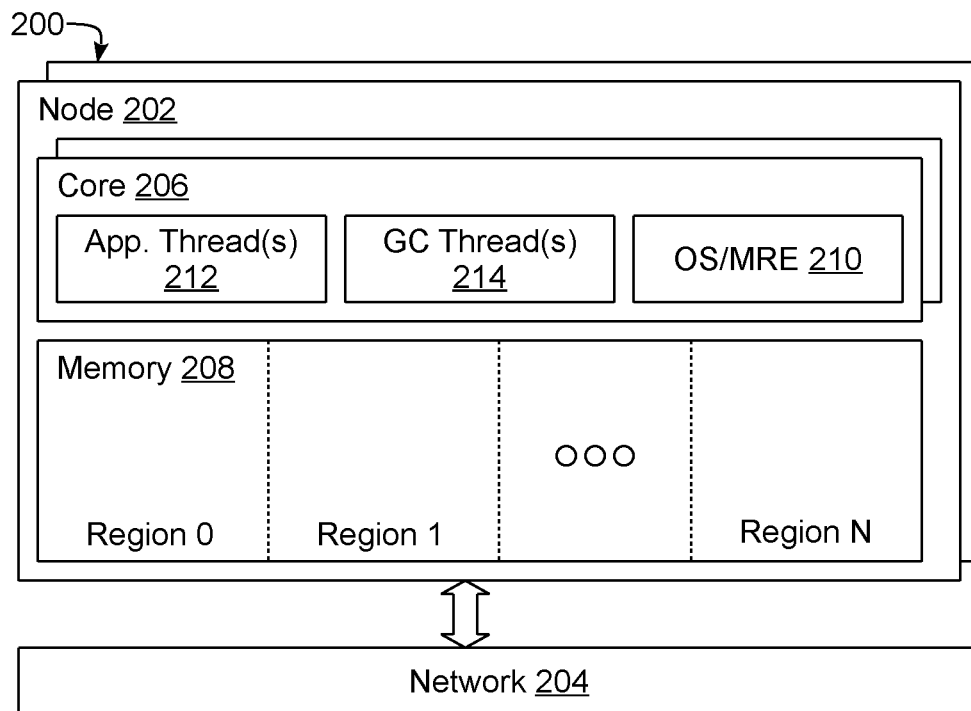 200
Node 202
Core 206
App. Thread(s)
212
GC Thread(s)
214
OS/MRE 210
Memory 208
Region 0
Region 1
Region N
Network 204